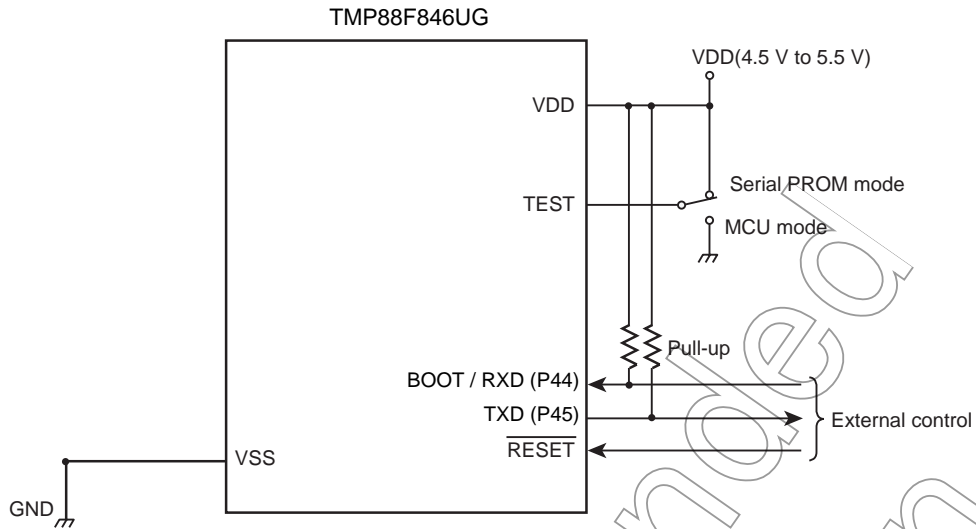 TMP88F846UG
VDD(4.5 V to 5.5 V)
VDD
Serial PROM mode
TEST
MCU mode
Pull-up
BOOT / RXD (P44)
TXD (P45)
External control
RESET
VSS
GND